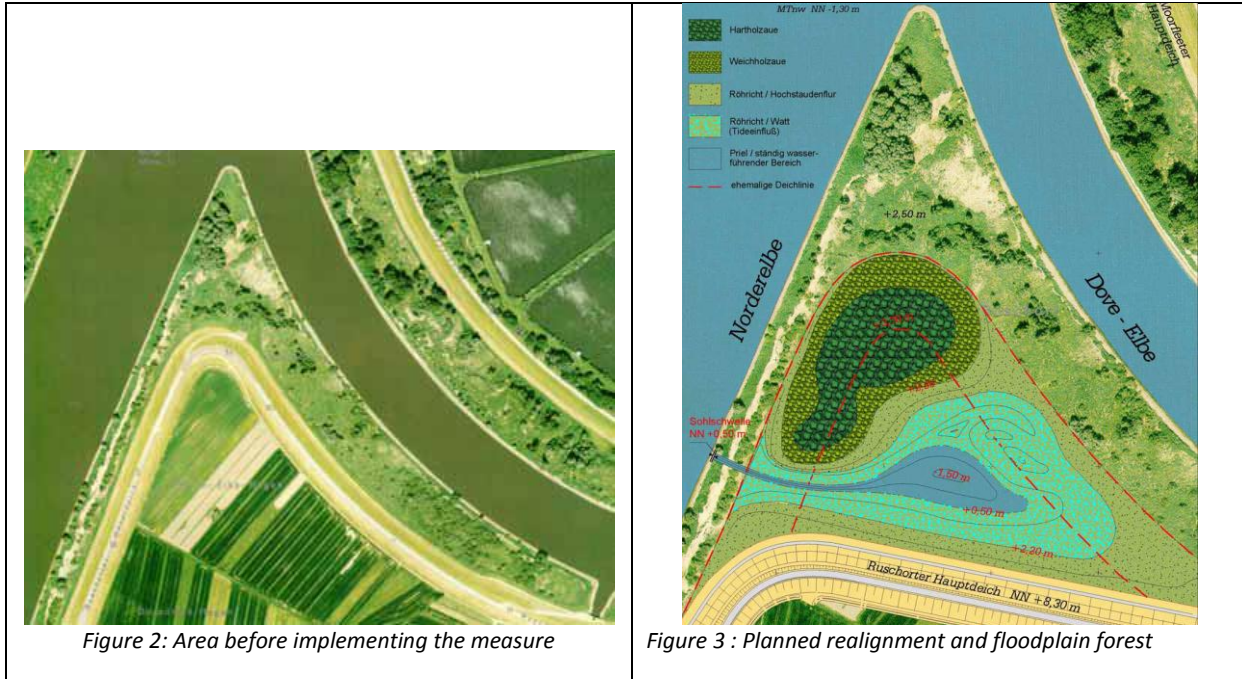 Figure 2: Area before implementing the measure
MTnw NN -1,30 m
Moorfleeter
Hauptdeich
Hartholzaue
Weichholzaue
Röhricht / Hochstaudenflur
Röhricht / Watt
(Tideeinfluß)
Priel / ständig wasser-
führender Bereich
ehemalige Deichlinie
+2,50 m
Norderelbe
Dove - Elbe
Sohlschwelle
NN +0,50 m
-1,50 m
+0,50 m
+2,20 m
Ruschorter Hauptdeich NN +8,30 m
Figure 3 : Planned realignment and floodplain forest